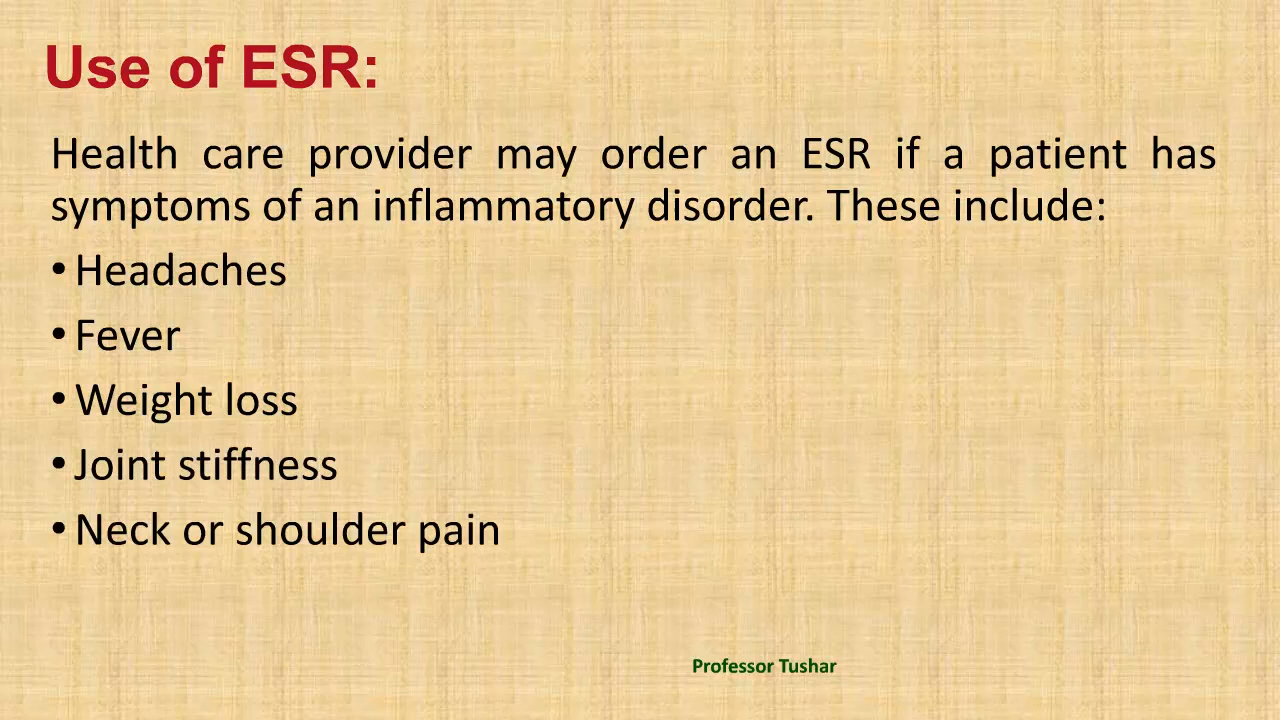 Use of ESR:
Health care provider may order an ESR if a patient has
symptoms of an inflammatory disorder. These include:
•Headaches
•Fever
•Weight loss
•Joint stiffness
•Neck or shoulder pain
Professor Tushar